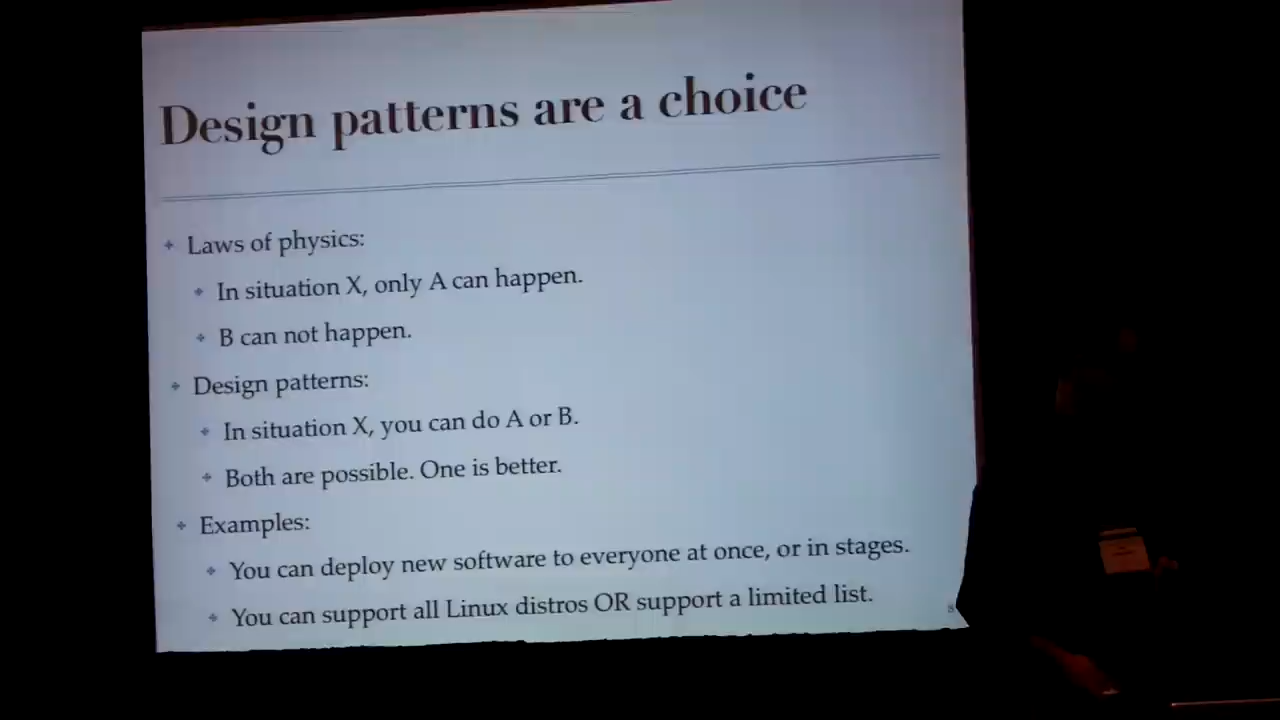 Design patterns are a choice
Laws of physics:
In situation X, only A can happen.
B can not happen.
Design patterns:
In situation X, you can do A or B.
Both are possible. One is better.
Examples:
You can deploy new software to everyone at once, or in stages.
You can support all Linux distros OR support a limited list.